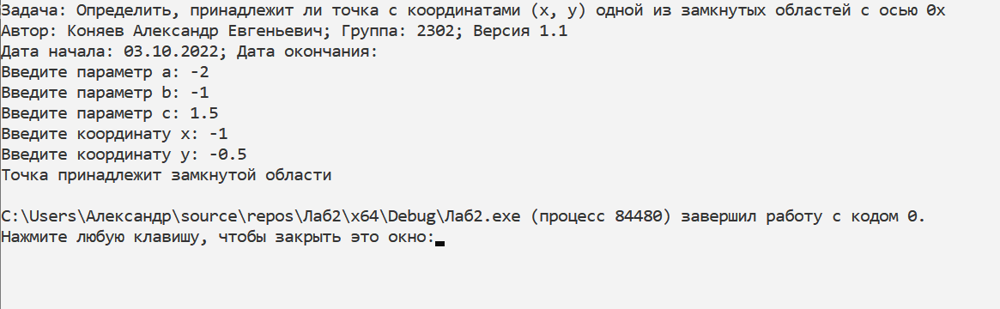 Задача: Определить, принадлежит ли точка с координатами (x, y) одной из замкнутых областей с осью 0x
Автор: Коняев Александр Евгеньевич; Группа: 2302; Версия 1.1
Дата начала: 03.10.2022; Дата окончания:
Введите параметр a: -2
Введите параметр b: -1
Введите параметр c: 1.5
Введите координату x: -1
Введите координату y: -0.5
Точка принадлежит замкнутой области
C:\Users\Александр\source\repos\Лаб2\x64\Debug\Лаб2.exe (процесс 84480) завершил работу с кодом 0.
Нажмите любую клавишу, чтобы закрыть это окно: